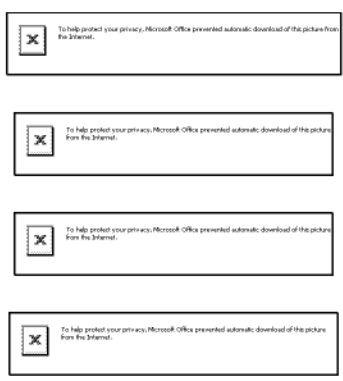 To help protect your privacy, Microsoft Office prevented automatic download of this picture from
the Internet.
To help protect your privacy, Microsoft Office prevented automatic download of this picture
from the Internet.
To help protect your privacy, Microsoft Office prevented automatic download of this picture
from the Internet.
To help protect your privacy, Microsoft Office prevented automatic download of this picture
from the Internet.